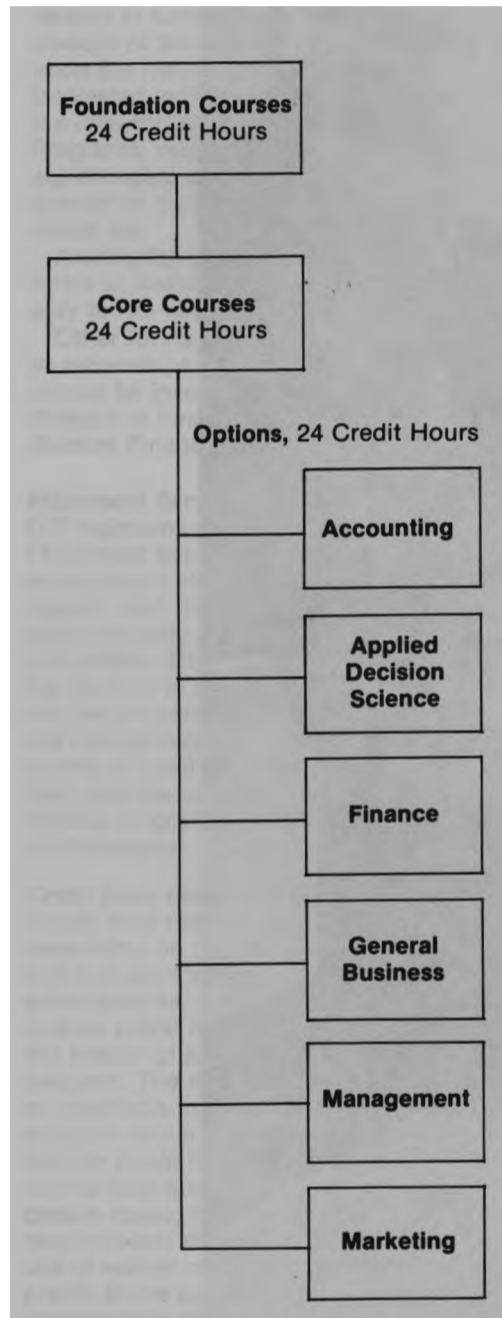 Foundation Courses
24 Credit Hours
Core Courses
24 Credit Hours
Options, 24 Credit Hours
Accounting
Applied
Decision
Science
Finance
General
Business
Management
Marketing